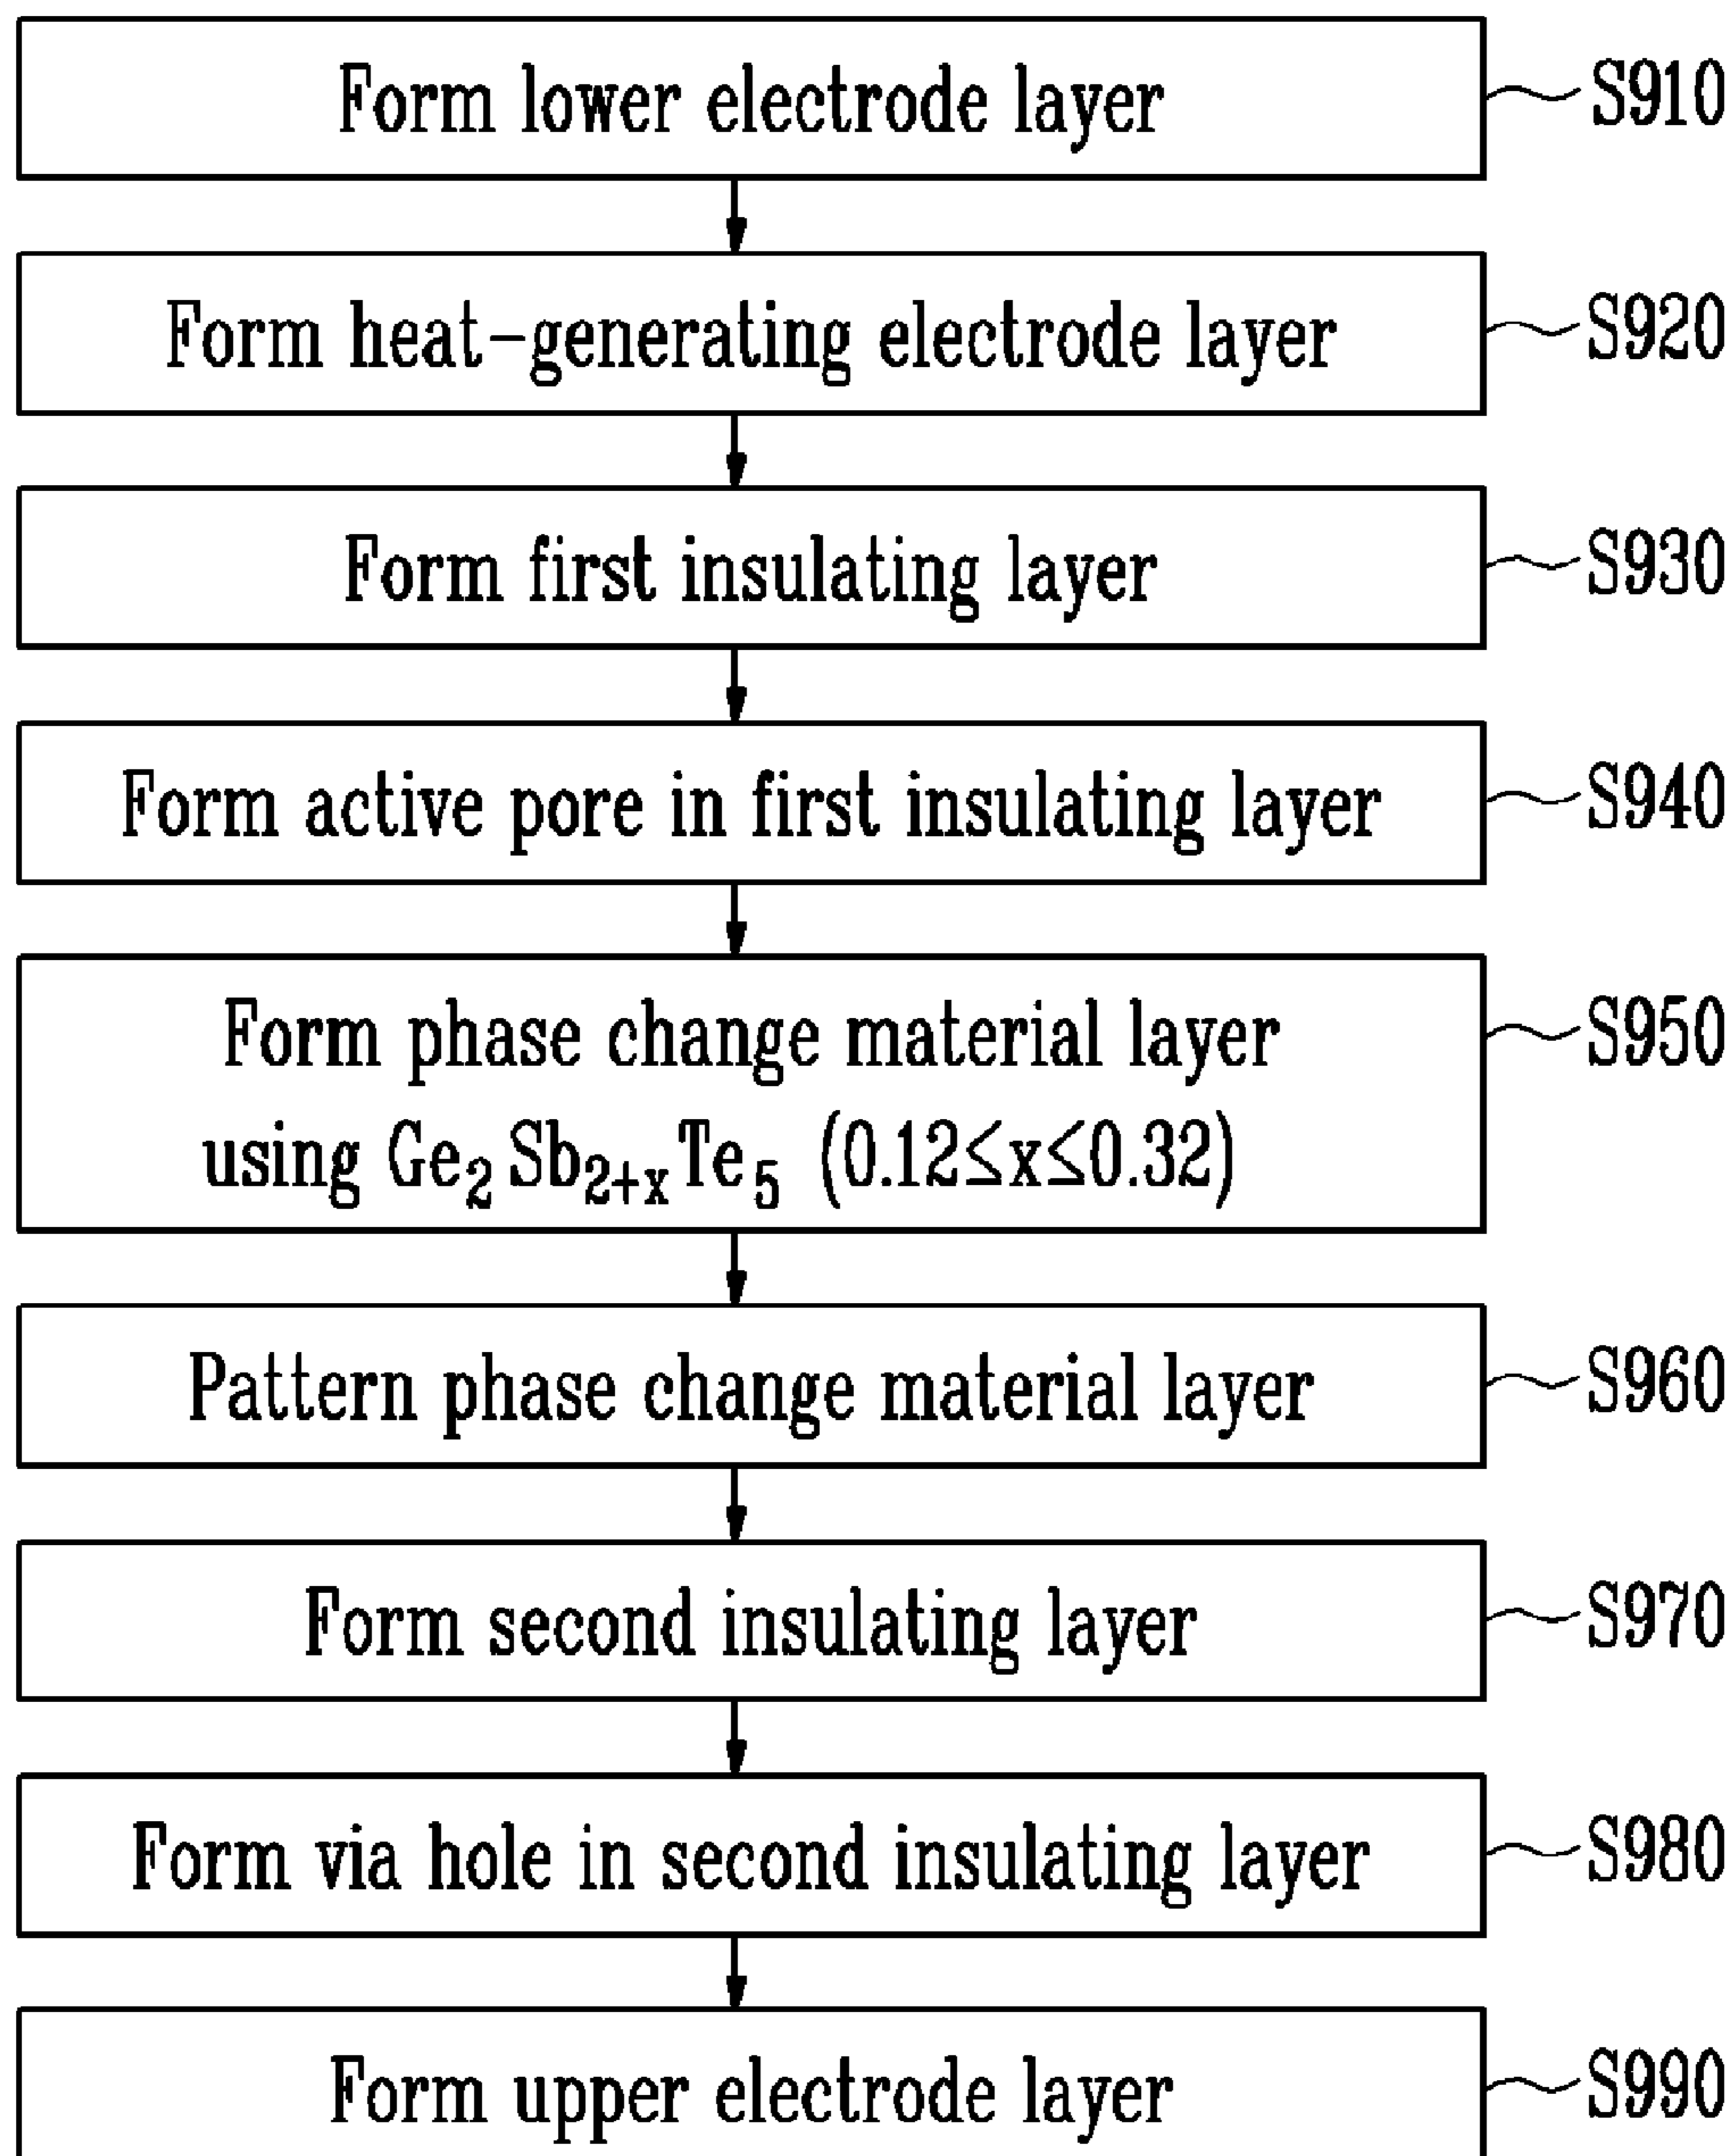 Form lower electrode layer S910
Form heat-generating electrode layer S920
Form first insulating layer S930
Form active pore in first insulating layer S940
Form phase change material layer S950
using Ge₂Sb₂₊ₓTe₅ (0.12≤x≤0.32)
Pattern phase change material layer S960
Form second insulating layer S970
Form via hole in second insulating layer S980
Form upper electrode layer S990